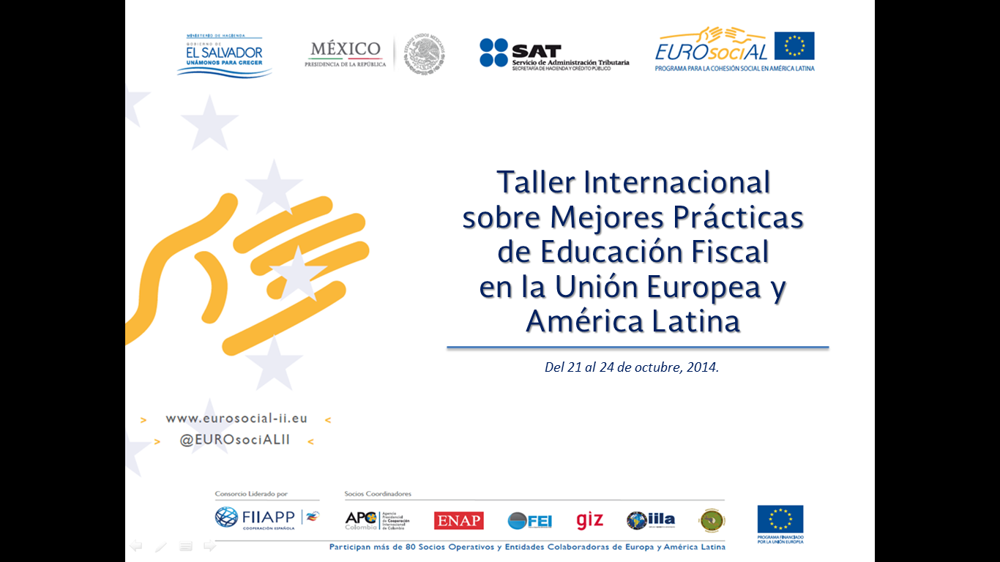 MINISTERIO DE HACIENDA
GOBIERNO DE
EL SALVADOR
UNÁMONOS PARA CRECER
MÉXICO
PRESIDENCIA DE LA REPÚBLICA
ESTADOS UNIDOS MEXICANOS
SAT
Servicio de Administración Tributaria
SECRETARÍA DE HACIENDA Y CRÉDITO PÚBLICO
EUROsociAL
PROGRAMA PARA LA COHESIÓN SOCIAL EN AMÉRICA LATINA
Taller Internacional
sobre Mejores Prácticas
de Educación Fiscal
en la Unión Europea y
América Latina
Del 21 al 24 de octubre, 2014.
> www.eurosocial-ii.eu <
> @EUROsociALII <
Consorcio Liderado por
FIIAPP
COOPERACIÓN ESPAÑOLA
Socios Coordinadores
APC
Colombia
Agencia
Presidencial
de Cooperación
Internacional
de Colombia
ENAP
FEI
giz
iila
PROGRAMA FINANCIADO
POR LA UNIÓN EUROPEA
Participan más de 80 Socios Operativos y Entidades Colaboradoras de Europa y América Latina